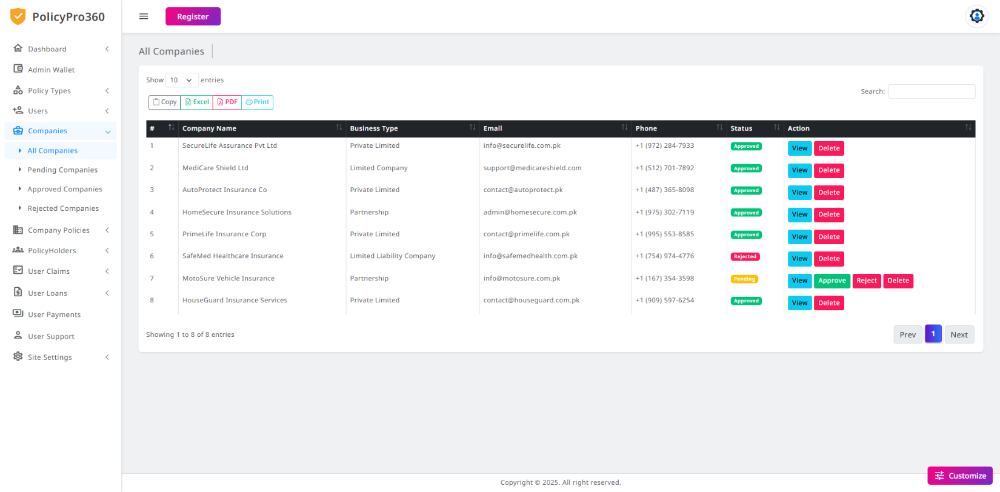 PolicyPro360
Register
Dashboard
Admin Wallet
Policy Types
Users
Companies
All Companies
Pending Companies
Approved Companies
Rejected Companies
Company Policies
PolicyHolders
User Claims
User Loans
User Payments
User Support
Site Settings
All Companies
Show 10 entries
Search:
Copy Excel PDF Print
# Company Name Business Type Email Phone Status Action
1 SecureLife Assurance Pvt Ltd Private Limited info@securelife.com.pk +1 (972) 284-7933 Approved View Delete
2 MediCare Shield Ltd Limited Company support@medicareshield.com +1 (512) 701-7892 Approved View Delete
3 AutoProtect Insurance Co Private Limited contact@autoprotect.pk +1 (487) 365-8098 Approved View Delete
4 HomeSecure Insurance Solutions Partnership admin@homesecure.com.pk +1 (975) 302-7119 Approved View Delete
5 PrimeLife Insurance Corp Private Limited contact@primelife.com.pk +1 (995) 553-8585 Approved View Delete
6 SafeMed Healthcare Insurance Limited Liability Company info@safemedhealth.com.pk +1 (754) 974-4776 Rejected View Delete
7 MotoSure Vehicle Insurance Partnership info@motosure.com.pk +1 (167) 354-3598 Pending View Approve Reject Delete
8 HouseGuard Insurance Services Private Limited contact@houseguard.com.pk +1 (909) 597-6254 Approved View Delete
Showing 1 to 8 of 8 entries
Prev 1 Next
Customize
Copyright © 2025. All right reserved.